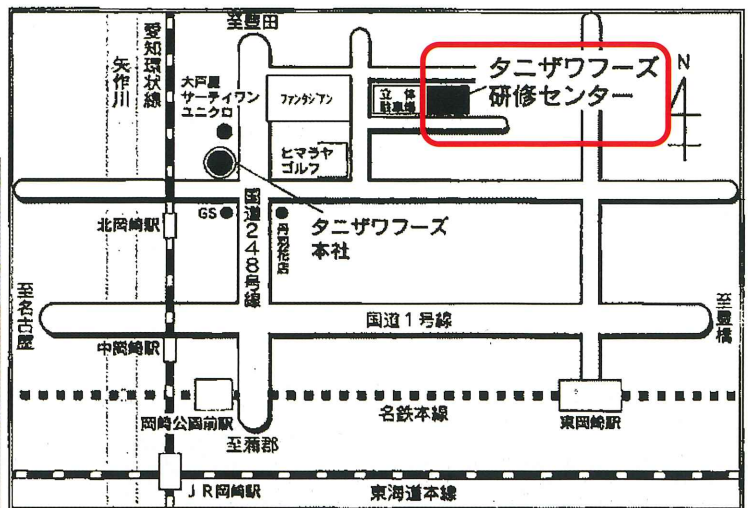 至豊田
愛知環状線
矢作川
大戸屋
サーティワン
ユニクロ
ファンタジアン
立体
駐車場
タニザワフーズ
研修センター
N
ヒマラヤ
ゴルフ
タニザワフーズ
本社
GS
国道248号線
丹羽花店
北岡崎駅
至名古屋
国道1号線
至豊橋
中岡崎駅
名鉄本線
岡崎公園前駅
東岡崎駅
至蒲郡
JR岡崎駅
東海道本線